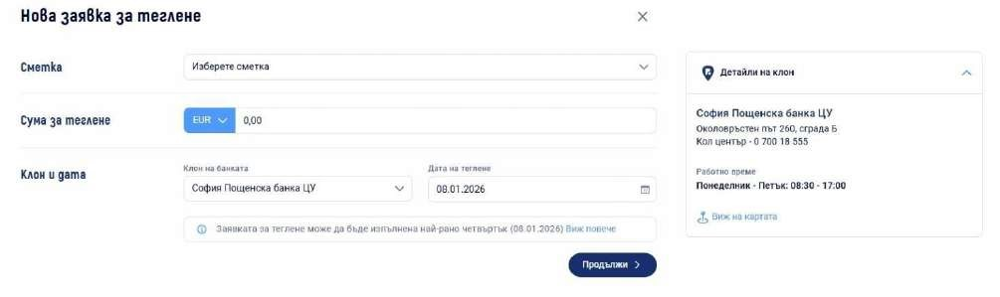 Нова заявка за теглене
Сметка
Изберете сметка
Сума за теглене
EUR
0,00
Клон и дата
Клон на банката
София Пощенска банка ЦУ
Дата на теглене
08.01.2026
Заявката за теглене може да бъде изпълнена най-рано четвъртък (08.01.2026) Виж повече
Продължи
Детайли на клон
София Пощенска банка ЦУ
Околовръстен път 260, сграда Б
Кол център - 0 700 18 555
Работно време
Понеделник - Петък: 08:30 - 17:00
Виж на картата